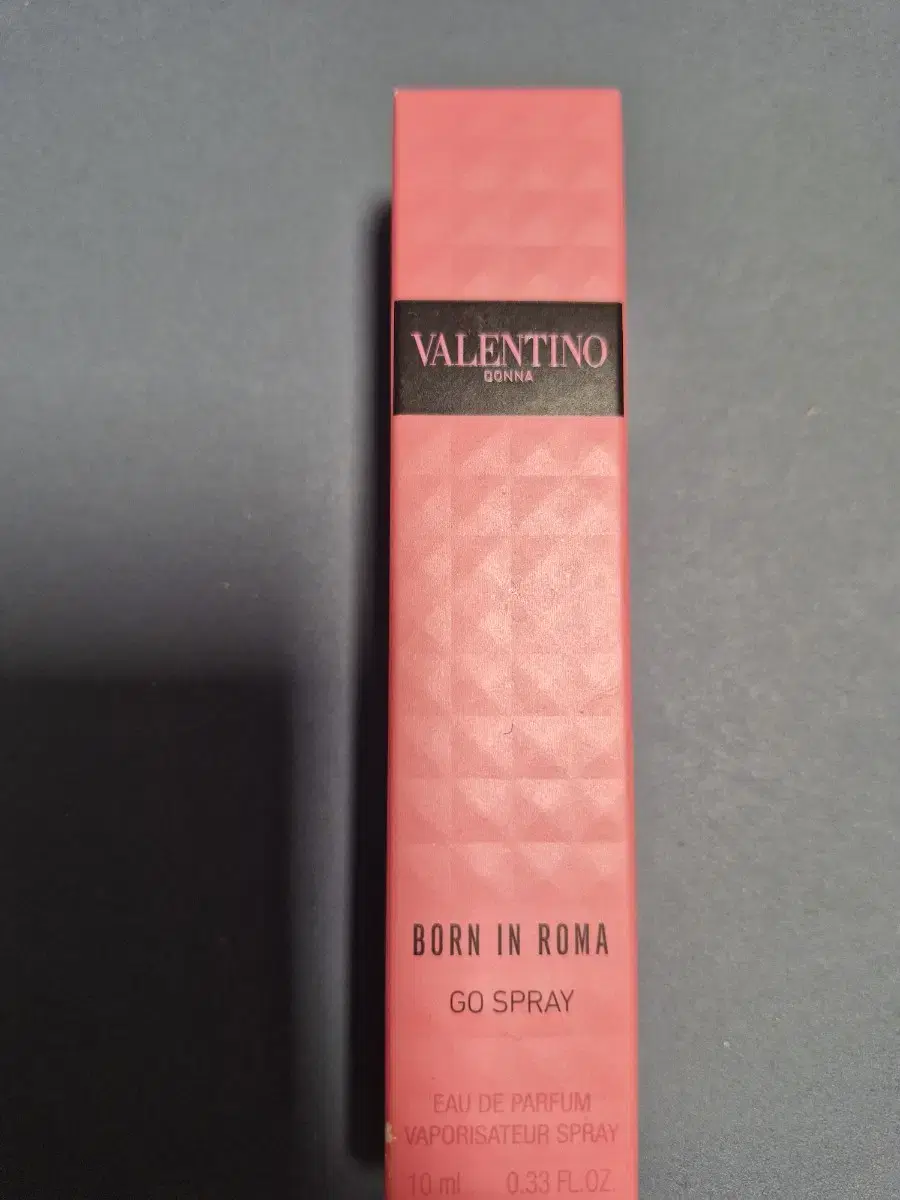 VALENTINO
DONNA
BORN IN ROMA
GO SPRAY
EAU DE PARFUM
VAPORISATEUR SPRAY
10 ml 0.33 FL.OZ.